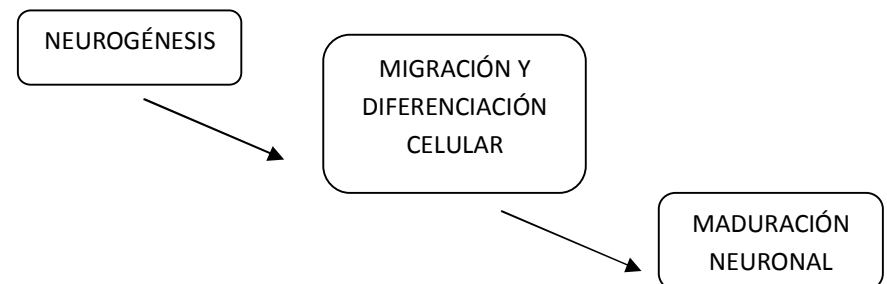 NEUROGÉNESIS
MIGRACIÓN Y
DIFERENCIACIÓN
CELULAR
MADURACIÓN
NEURONAL